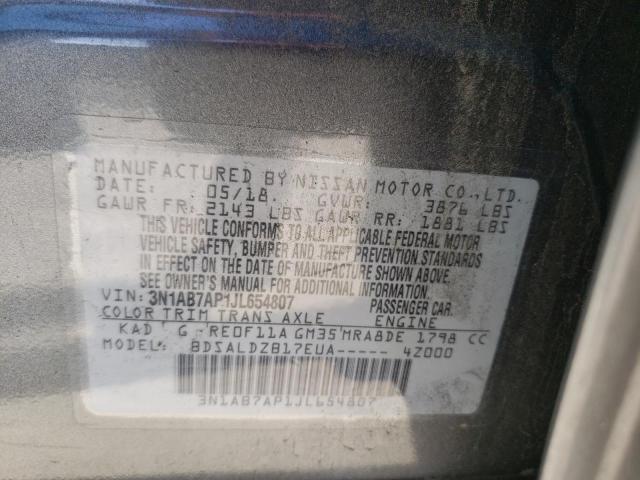 MANUFACTURED BY NISSAN MOTOR CO., LTD.
DATE: 05/18. GVWR: 3876 LBS
GAWR FR: 2143 LBS GAWR RR: 1881 LBS
THIS VEHICLE CONFORMS TO ALL APPLICABLE FEDERAL MOTOR
VEHICLE SAFETY, BUMPER AND THEFT PREVENTION STANDARDS
IN EFFECT ON THE DATE OF MANUFACTURE SHOWN ABOVE.
SEE OWNER'S MANUAL FOR ADDITIONAL INFORMATION.
VIN: 3N1AB7AP1JL654807 PASSENGER CAR.
COLOR TRIM TRANS AXLE ENGINE
KAD G -RE0F11A GM35 MRA8DE 1798 CC
MODEL: BDSALDZB17EUA----- 4Z000
3N1AB7AP1JL654807